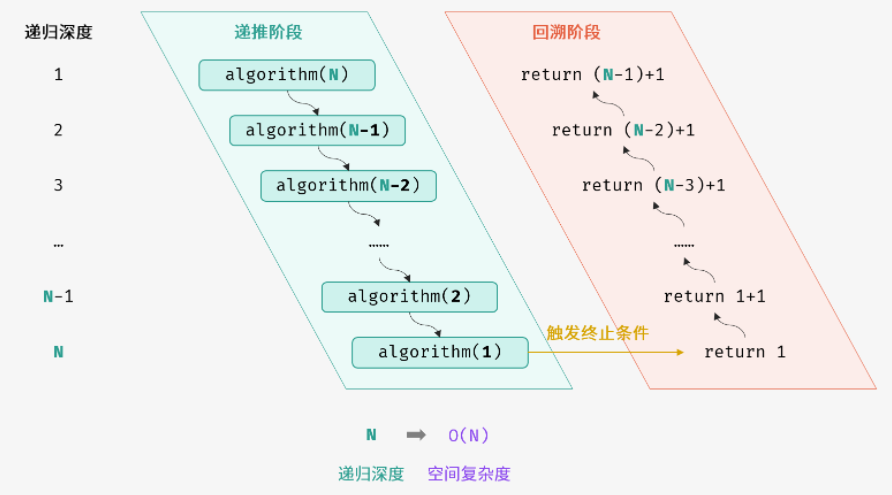 递归深度 递推阶段 回溯阶段
1 algorithm(N) return (N-1)+1
2 algorithm(N-1) return (N-2)+1
3 algorithm(N-2) return (N-3)+1
… …… ……
N-1 algorithm(2) return 1+1
触发终止条件
N algorithm(1) return 1
N O(N)
递归深度 空间复杂度